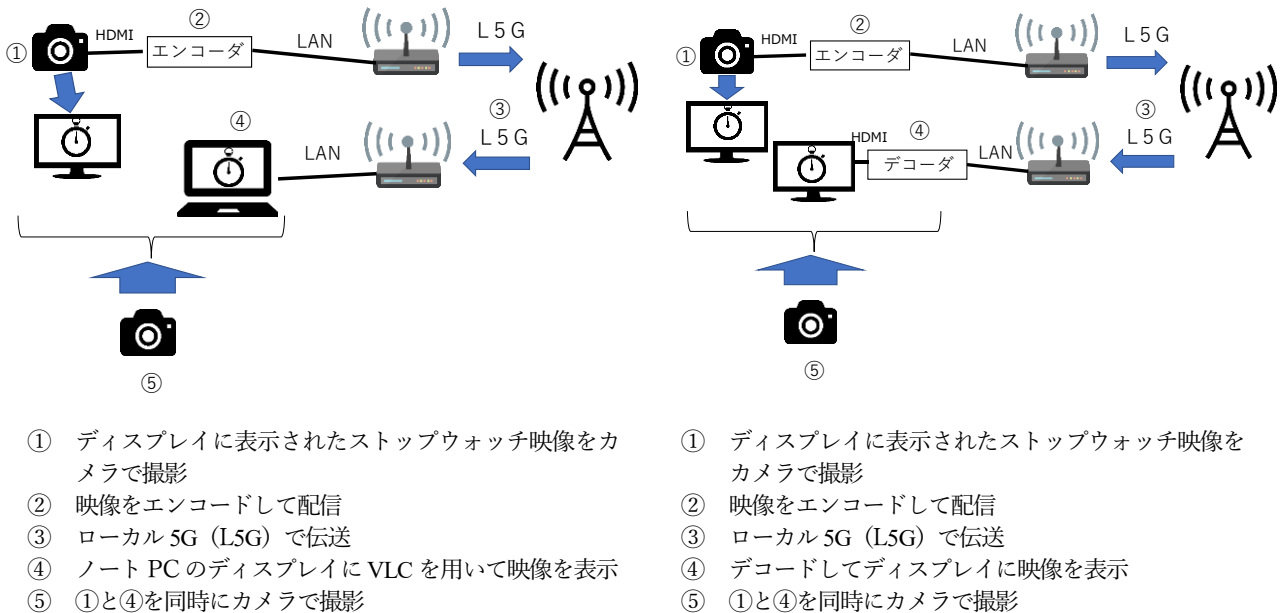 ②
①
HDMI
エンコーダ
LAN
L５G
③
L５G
④
LAN
⑤
① ディスプレイに表示されたストップウォッチ映像をカ
メラで撮影
② 映像をエンコードして配信
③ ローカル 5G（L5G）で伝送
④ ノート PC のディスプレイに VLC を用いて映像を表示
⑤ ①と④を同時にカメラで撮影
②
①
HDMI
エンコーダ
LAN
L５G
③
L５G
HDMI
④
デコーダ
LAN
⑤
① ディスプレイに表示されたストップウォッチ映像を
カメラで撮影
② 映像をエンコードして配信
③ ローカル 5G（L5G）で伝送
④ デコードしてディスプレイに映像を表示
⑤ ①と④を同時にカメラで撮影